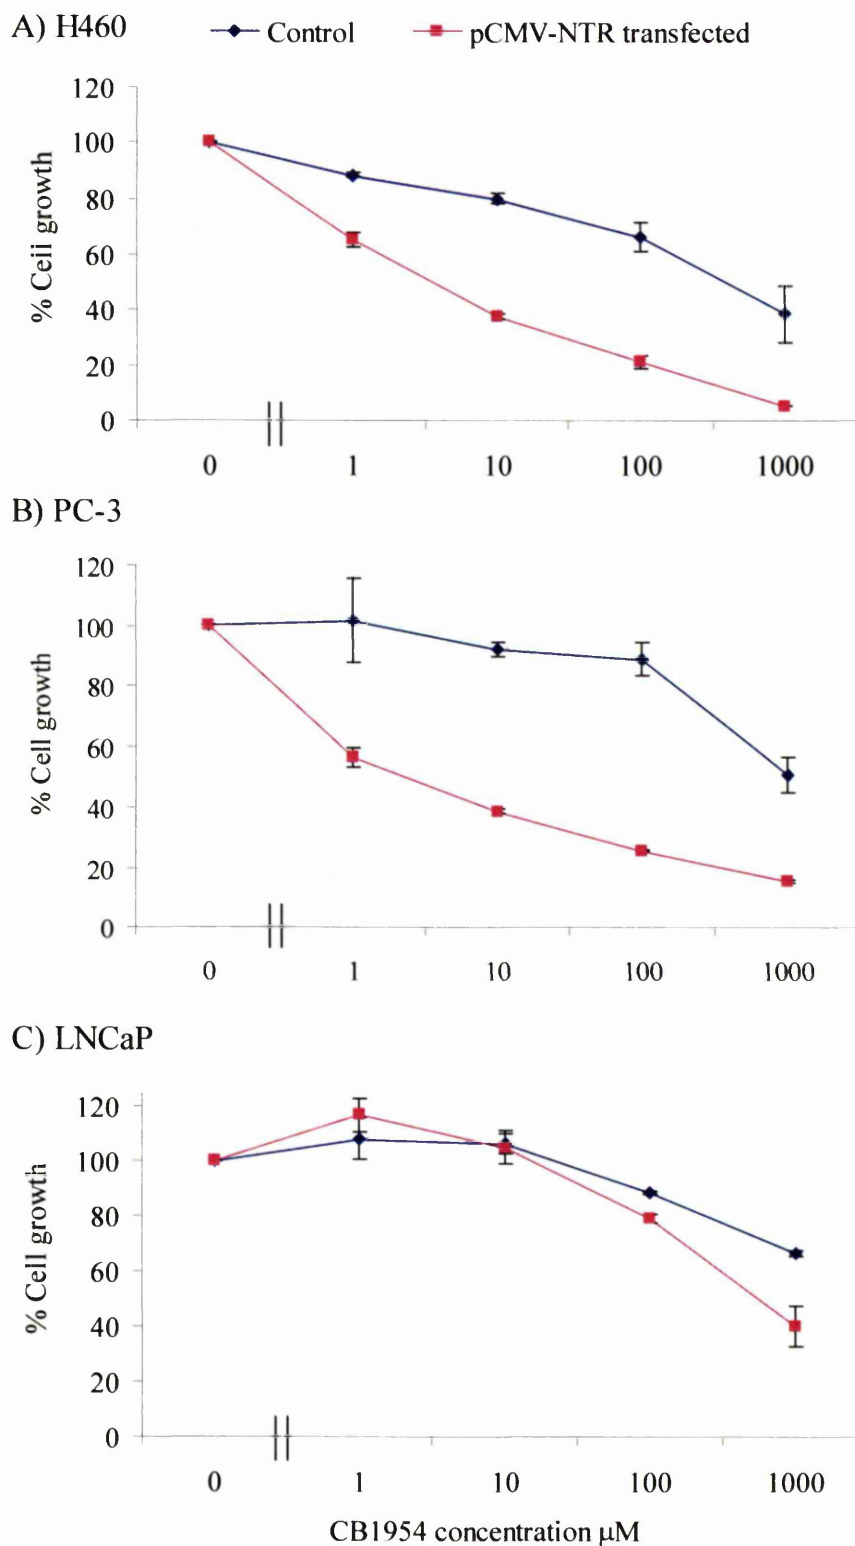 A) H460
Control
pCMV-NTR transfected
120
100
80
60
40
20
0
% Cell growth
0 1 10 100 1000
B) PC-3
120
100
80
60
40
20
0
% Cell growth
0 1 10 100 1000
C) LNCaP
120
100
80
60
40
20
0
% Cell growth
0 1 10 100 1000
CB1954 concentration µM